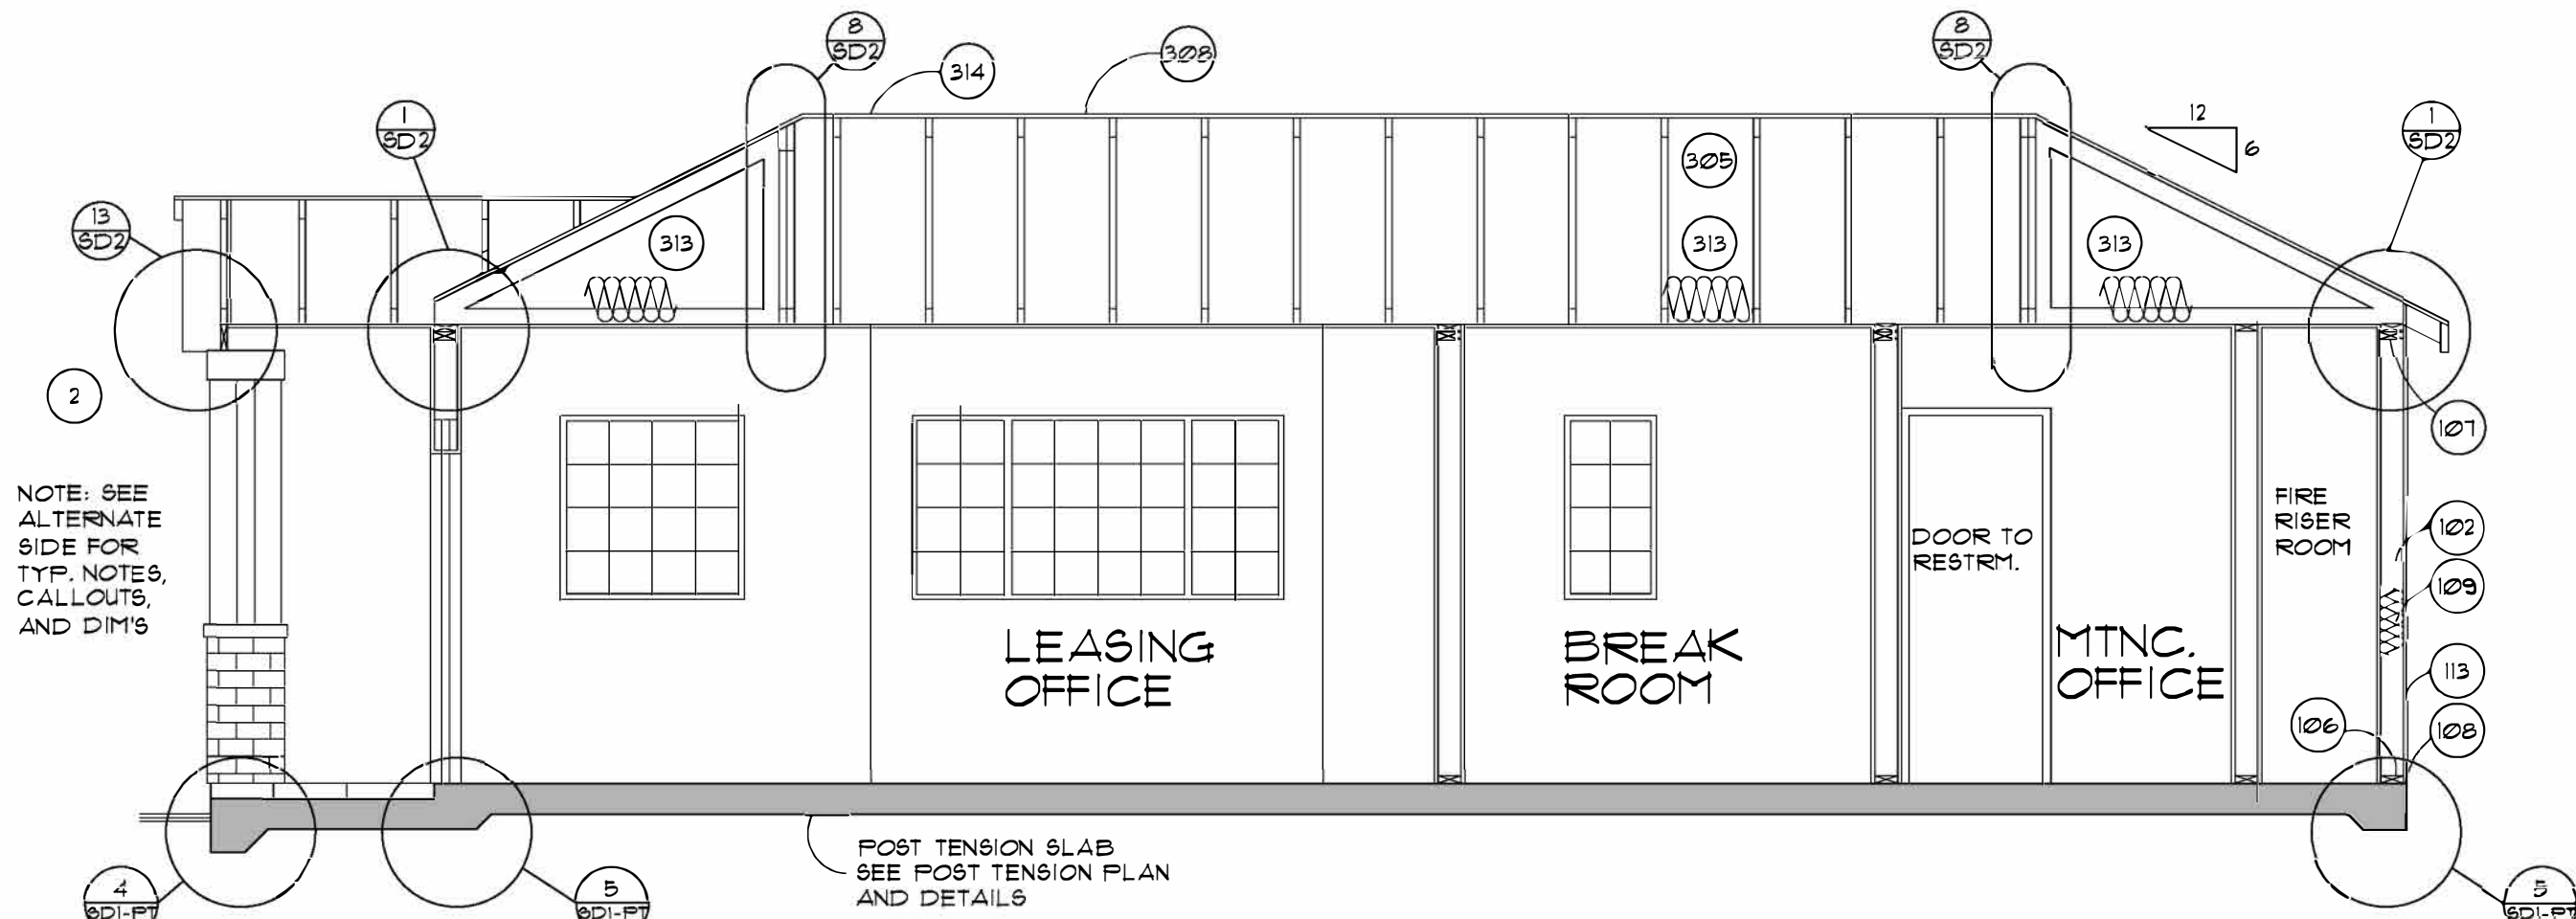 8
SD2
314
308
8
SD2
1
SD2
12
6
1
SD2
13
SD2
313
305
313
313
2
107
NOTE: SEE
ALTERNATE
SIDE FOR
TYP. NOTES,
CALLOUTS,
AND DIM'S
FIRE
RISER
ROOM
102
DOOR TO
RESTRM.
109
LEASING
OFFICE
BREAK
ROOM
MTNC.
OFFICE
113
106
108
POST TENSION SLAB
SEE POST TENSION PLAN
AND DETAILS
4
SD1-PT
5
SD1-PT
5
SD1-PT